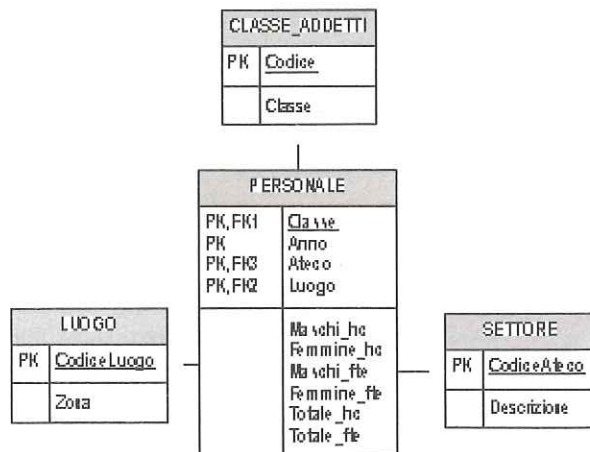 CLASSE_ADDETTI
PK Codice
Classe
PERSONALE
PK,FK1 Classe
PK Anno
PK,FK3 Ateco
PK,FK2 Luogo
Maschi_hc
Femmine_hc
Maschi_fte
Femmine_fte
Totale_hc
Totale_fte
LUOGO
PK CodiceLuogo
Zona
SETTORE
PK CodiceAteco
Descrizione